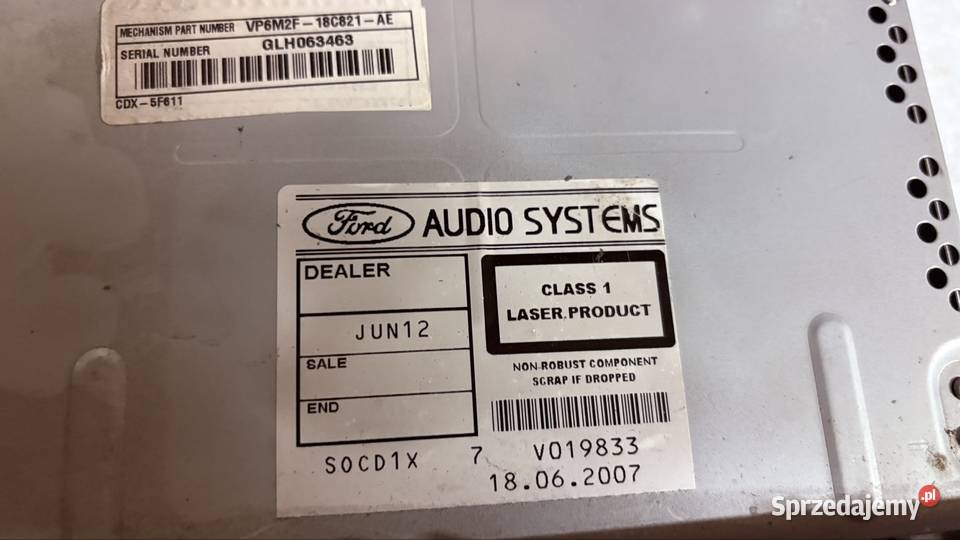 MECHANISM PART NUMBER VP6M2F-18C821-AE
SERIAL NUMBER GLH063463
CDX-5F611
Ford AUDIO SYSTEMS
DEALER
JUN12
SALE
END
CLASS 1
LASER.PRODUCT
NON-ROBUST COMPONENT
SCRAP IF DROPPED
SOCD1X 7 V019833
18.06.2007
Sprzedajemy.pl